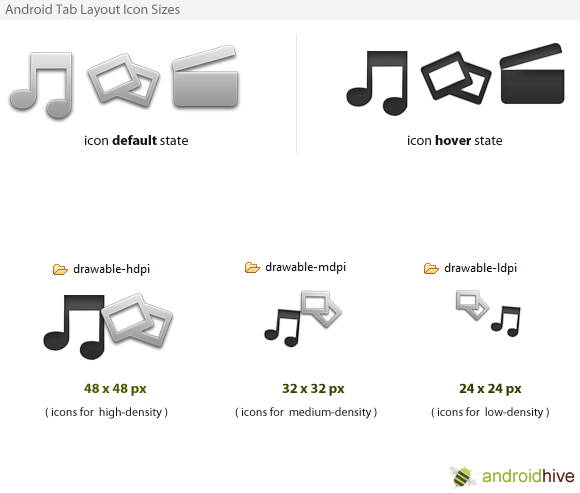 Android Tab Layout Icon Sizes
icon default state
icon hover state
drawable-hdpi
drawable-mdpi
drawable-ldpi
48 x 48 px
32 x 32 px
24 x 24 px
( icons for high-density )
( icons for medium-density )
( icons for low-density )
androidhive